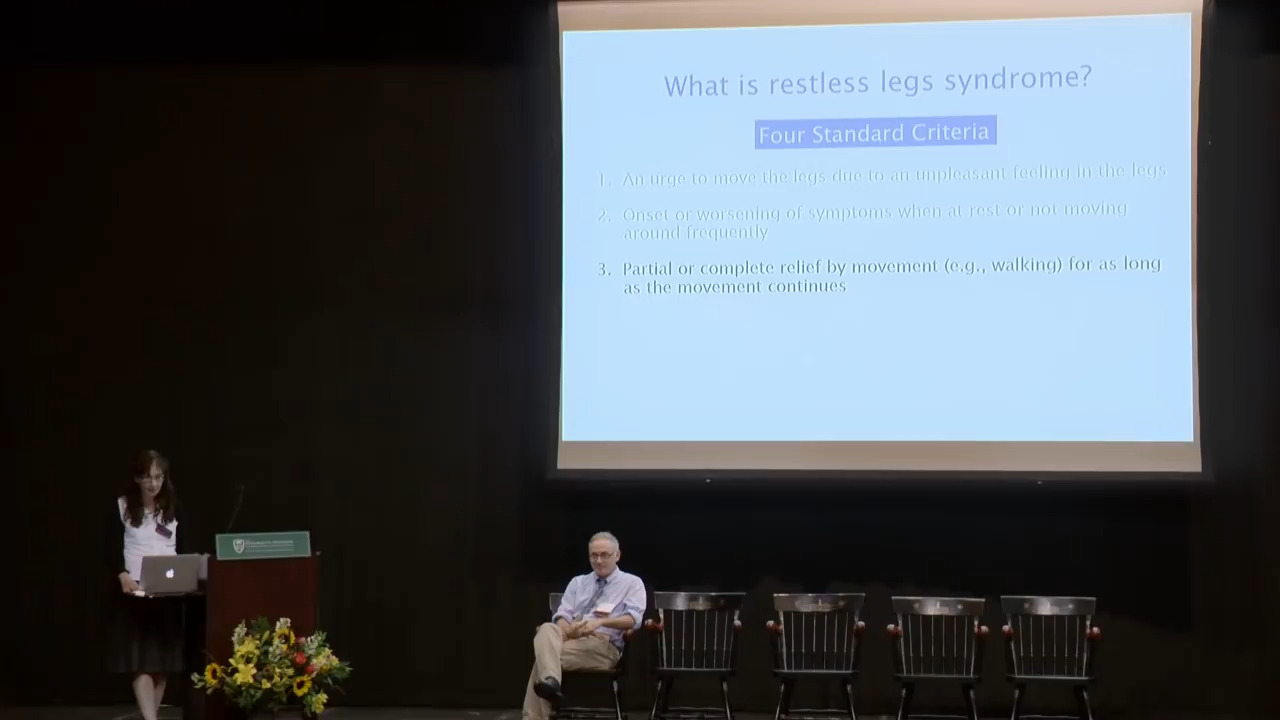 What is restless legs syndrome?
Four Standard Criteria
1. An urge to move the legs due to an unpleasant feeling in the legs
2. Onset or worsening of symptoms when at rest or not moving
around frequently
3. Partial or complete relief by movement (e.g., walking) for as long
as the movement continues